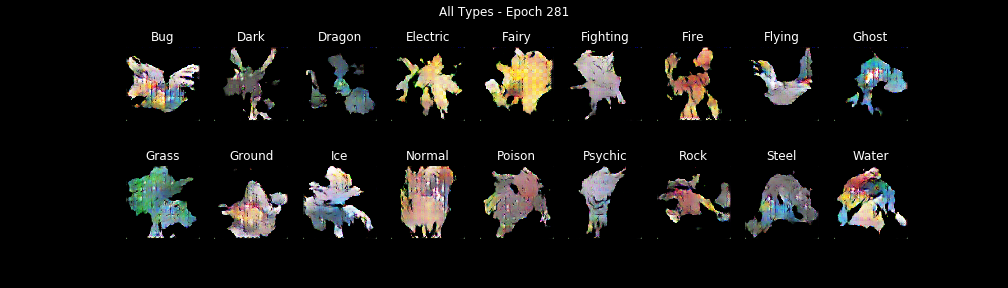 All Types - Epoch 281
Bug Dark Dragon Electric Fairy Fighting Fire Flying Ghost
Grass Ground Ice Normal Poison Psychic Rock Steel Water